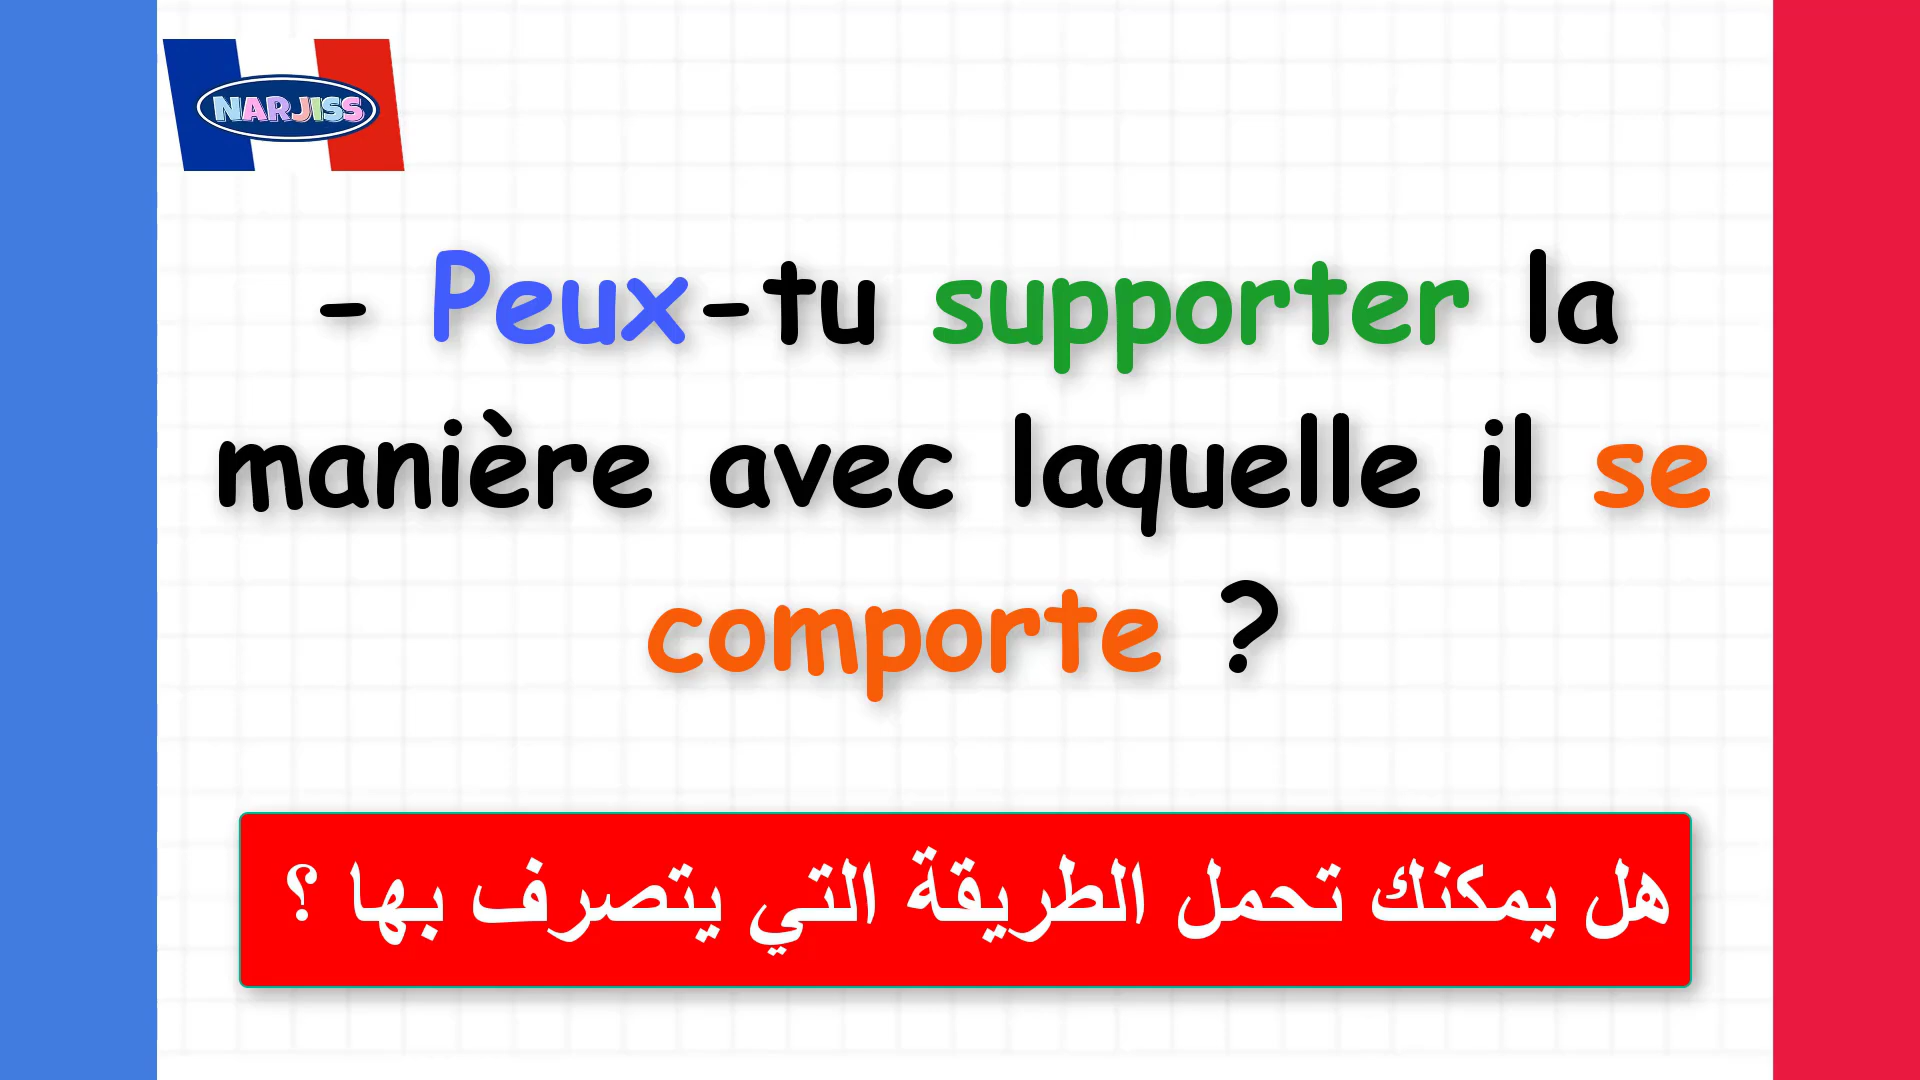 NARJISS
- Peux-tu supporter la
manière avec laquelle il se
comporte ?
هل يمكنك تحمل الطريقة التي يتصرف بها ؟